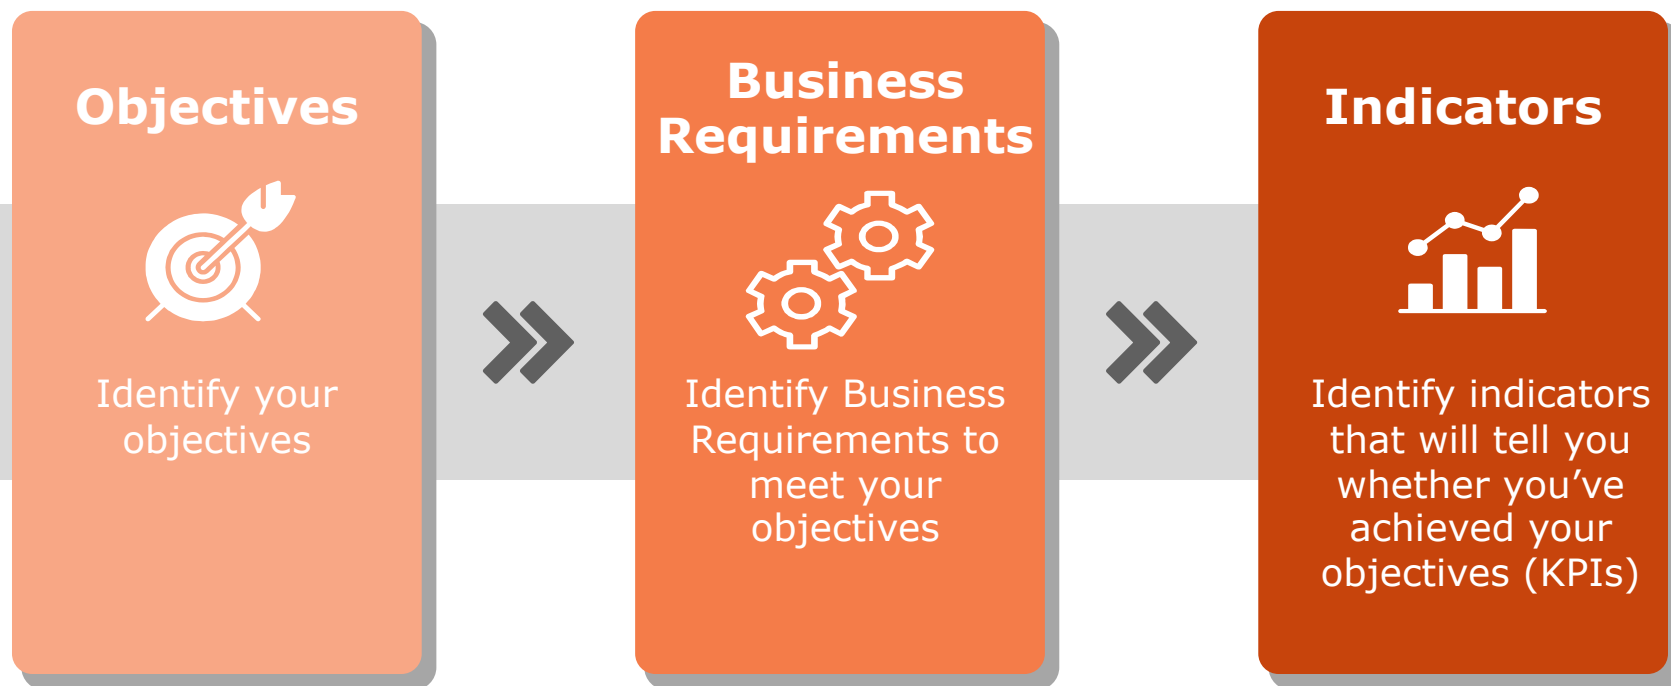 Objectives
Identify your
objectives
Business
Requirements
Identify Business
Requirements to
meet your
objectives
Indicators
Identify indicators
that will tell you
whether you’ve
achieved your
objectives (KPIs)